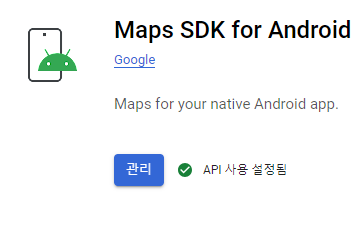 Maps SDK for Android
Google
Maps for your native Android app.
관리
API 사용 설정됨